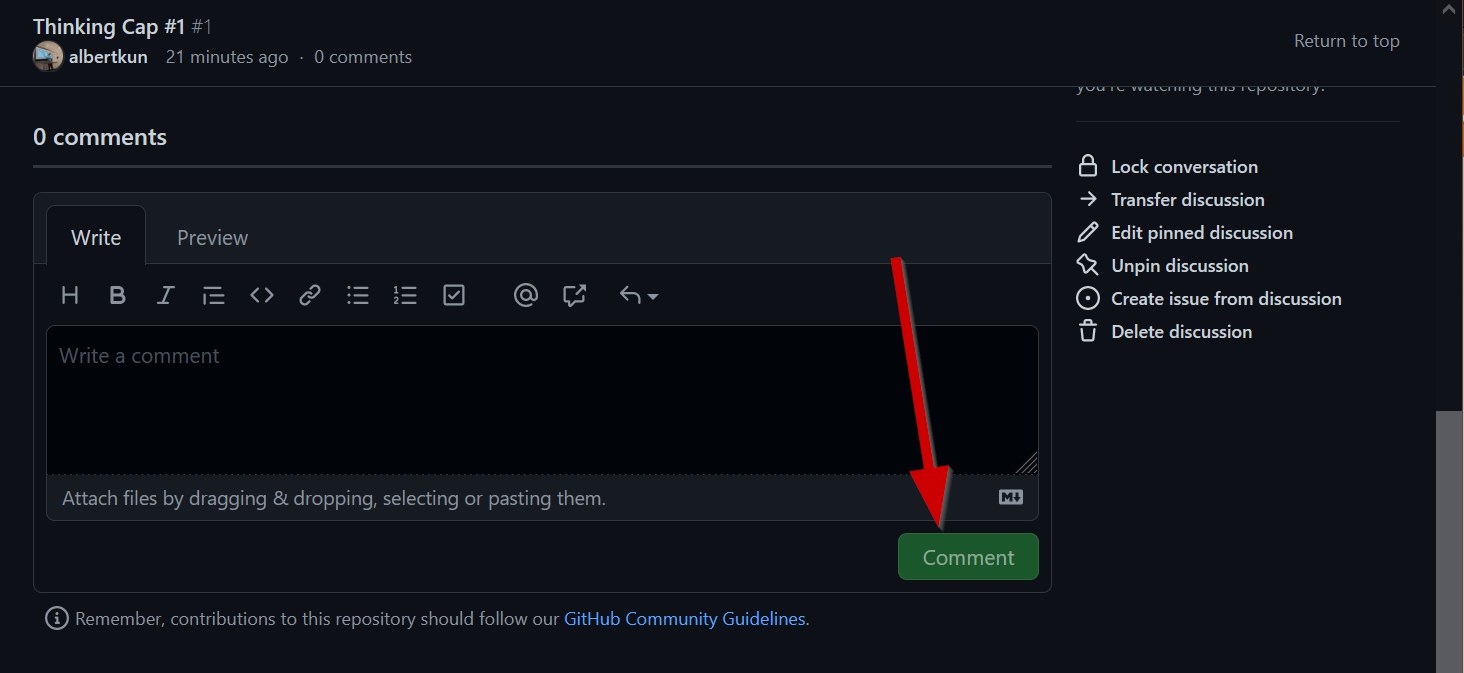 Thinking Cap #1 #1
albertkun 21 minutes ago · 0 comments
Return to top
you're watching this repository.
0 comments
Write Preview
Write a comment
Attach files by dragging & dropping, selecting or pasting them.
Comment
Remember, contributions to this repository should follow our GitHub Community Guidelines.
Lock conversation
Transfer discussion
Edit pinned discussion
Unpin discussion
Create issue from discussion
Delete discussion